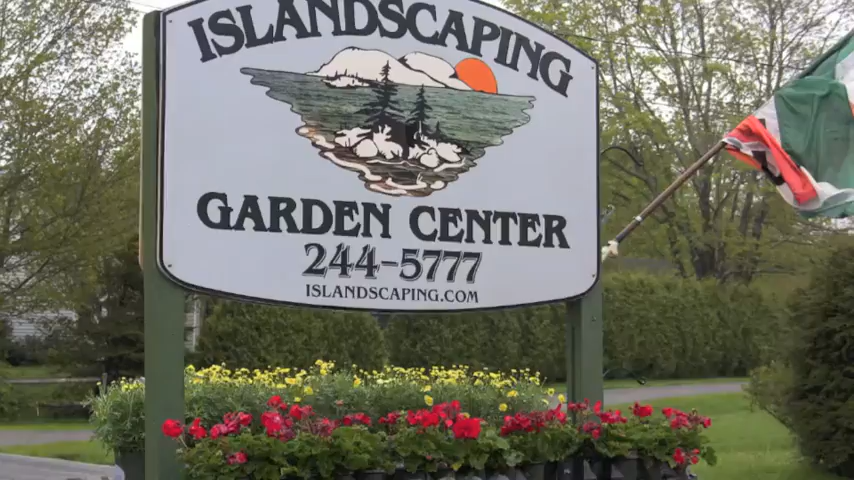 ISLANDSCAPING
GARDEN CENTER
244-5777
ISLANDSCAPING.COM